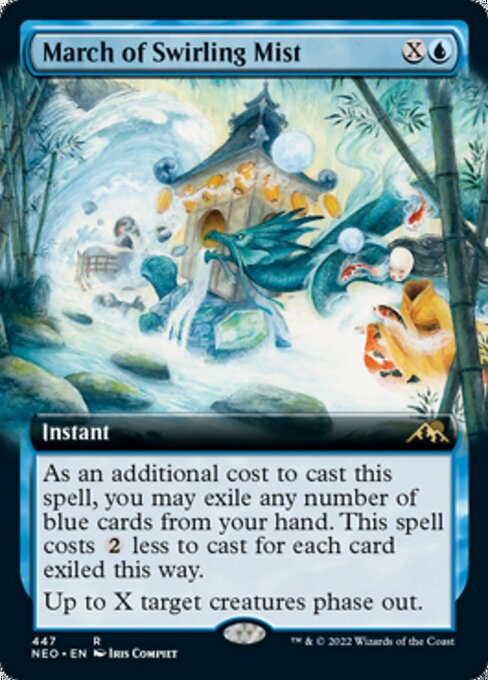 March of Swirling Mist X
Instant
As an additional cost to cast this
spell, you may exile any number of
blue cards from your hand. This spell
costs 2 less to cast for each card
exiled this way.
Up to X target creatures phase out.
447 R
NEO • EN Iris Compiet
™ & © 2022 Wizards of the Coast